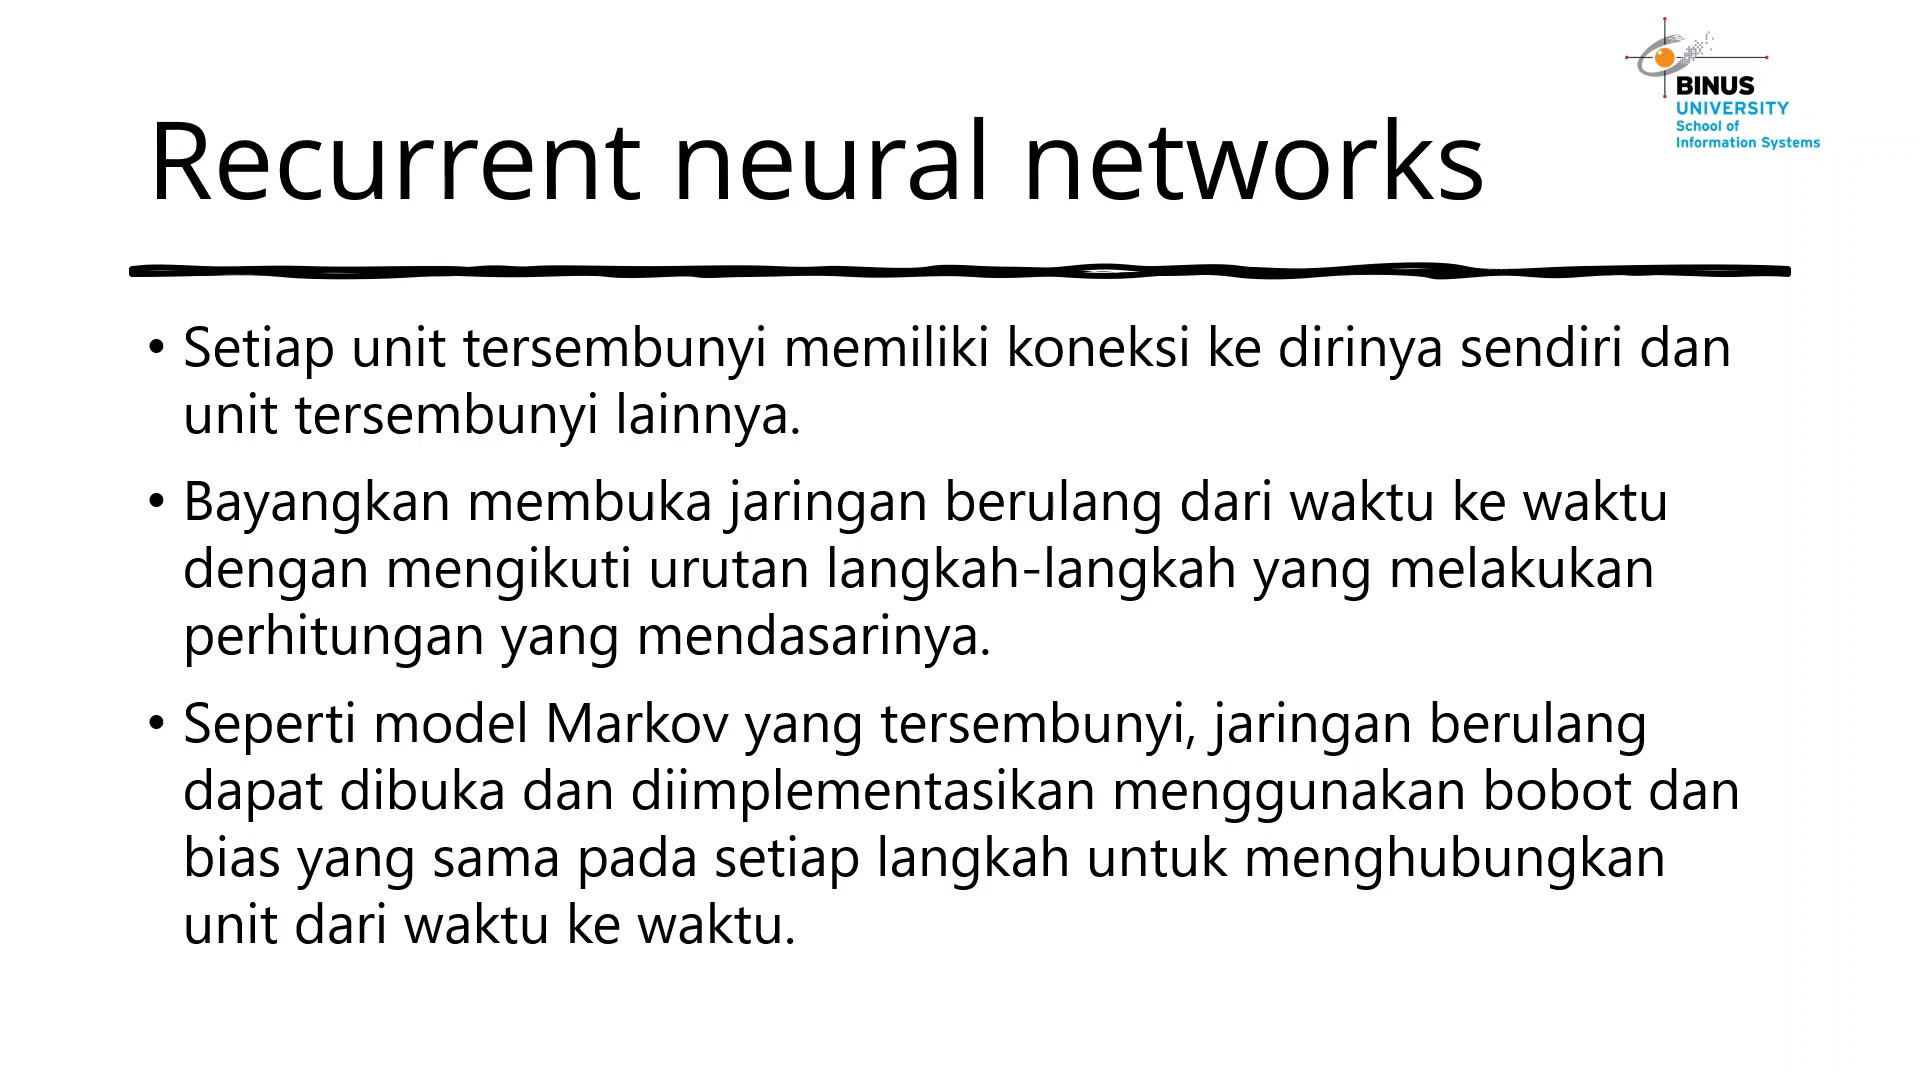 BINUS
UNIVERSITY
School of
Information Systems
Recurrent neural networks
• Setiap unit tersembunyi memiliki koneksi ke dirinya sendiri dan
unit tersembunyi lainnya.
• Bayangkan membuka jaringan berulang dari waktu ke waktu
dengan mengikuti urutan langkah-langkah yang melakukan
perhitungan yang mendasarinya.
• Seperti model Markov yang tersembunyi, jaringan berulang
dapat dibuka dan diimplementasikan menggunakan bobot dan
bias yang sama pada setiap langkah untuk menghubungkan
unit dari waktu ke waktu.